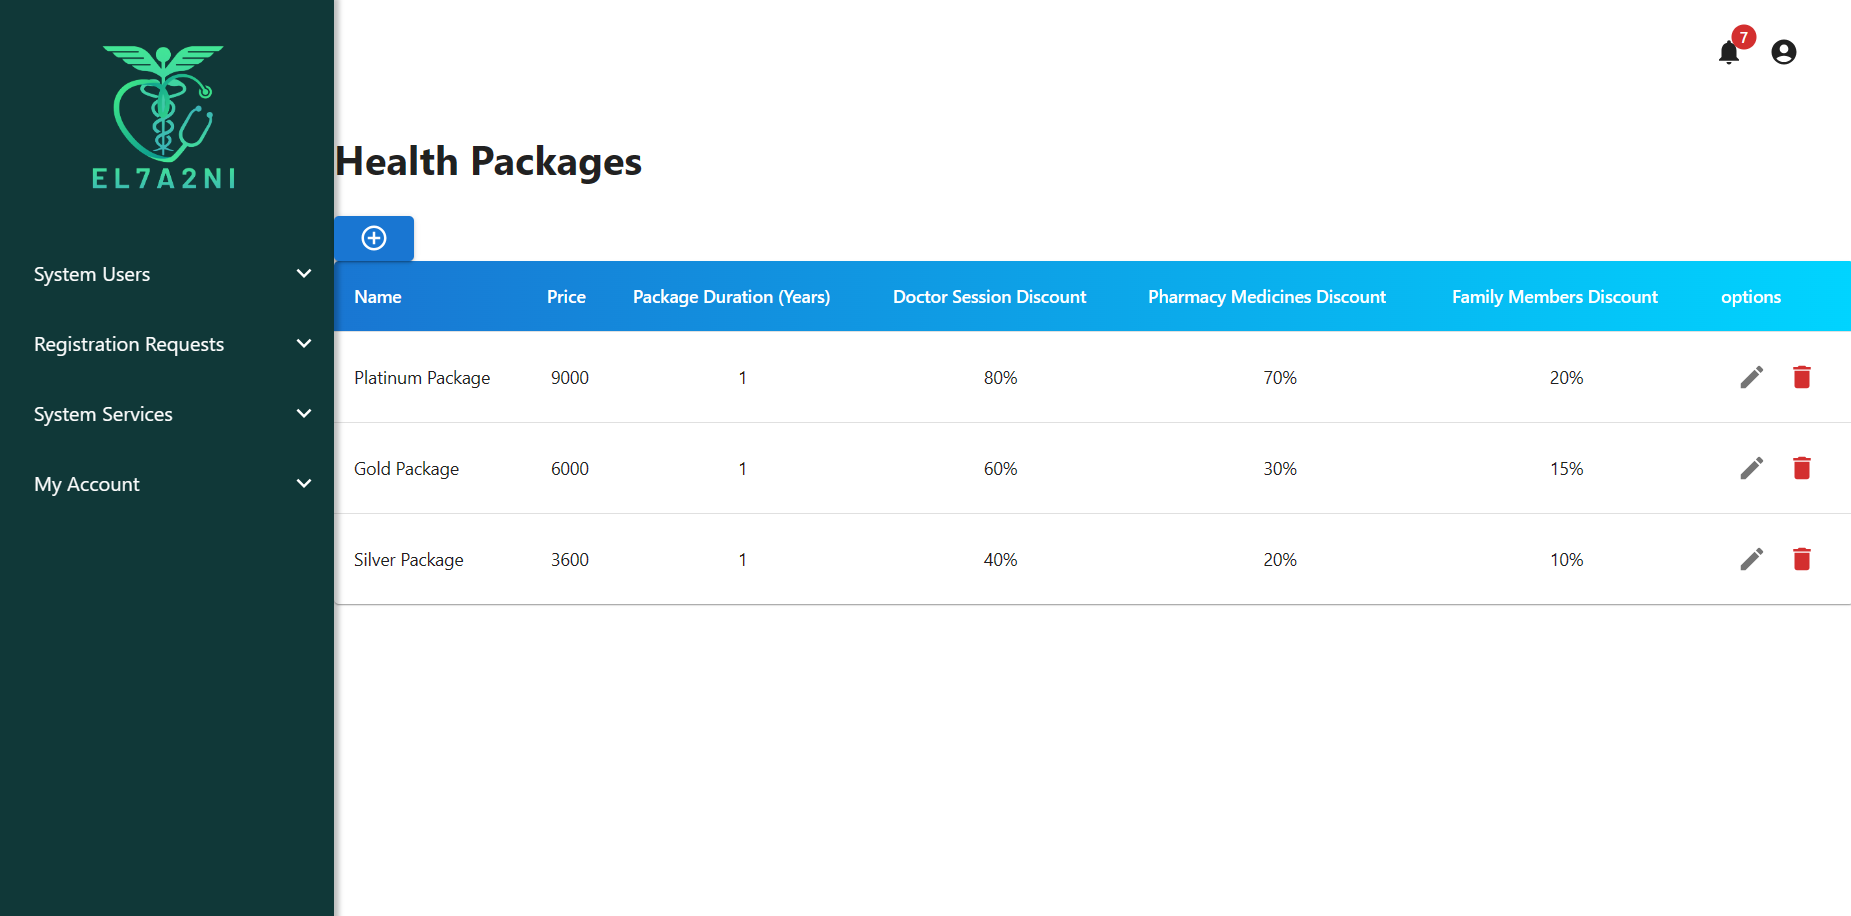 EL7A2NI
System Users
Registration Requests
System Services
My Account
7
Health Packages
Name Price Package Duration (Years) Doctor Session Discount Pharmacy Medicines Discount Family Members Discount options
Platinum Package 9000 1 80% 70% 20%
Gold Package 6000 1 60% 30% 15%
Silver Package 3600 1 40% 20% 10%